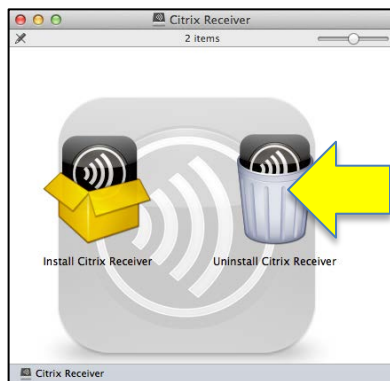 Citrix Receiver
2 items
Install Citrix Receiver
Uninstall Citrix Receiver
Citrix Receiver